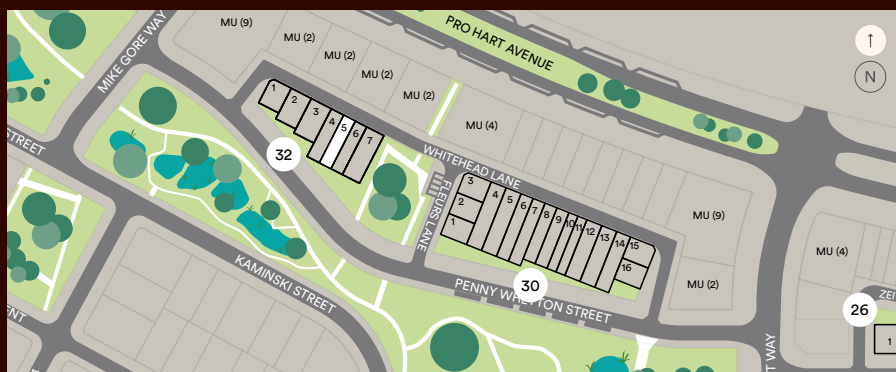 MU (9)
MU (2)
MU (2)
MU (2)
MU (2)
PRO HART AVENUE
↑
N
MIKE GORE WAY
1
2
3
4
5
6
7
32
MU (4)
STREET
WHITEHEAD LANE
FLEURS LANE
3
2
1
4
5
6
7
8
9
10
11
12
13
14
15
16
MU (9)
MU (4)
MU (2)
KAMINSKI STREET
PENNY WHETTON STREET
30
26
1